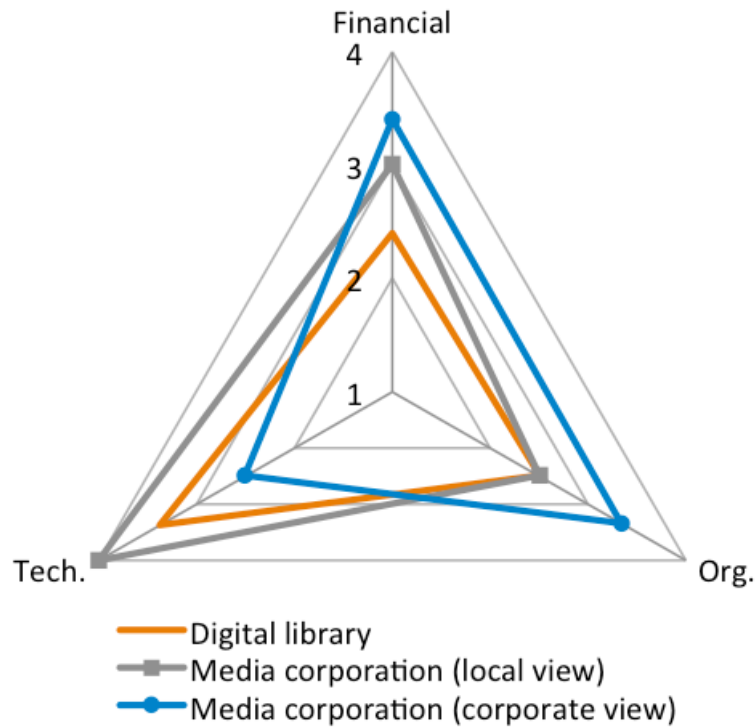 Financial
4
3
2
1
Tech.
Org.
Digital library
Media corporation (local view)
Media corporation (corporate view)